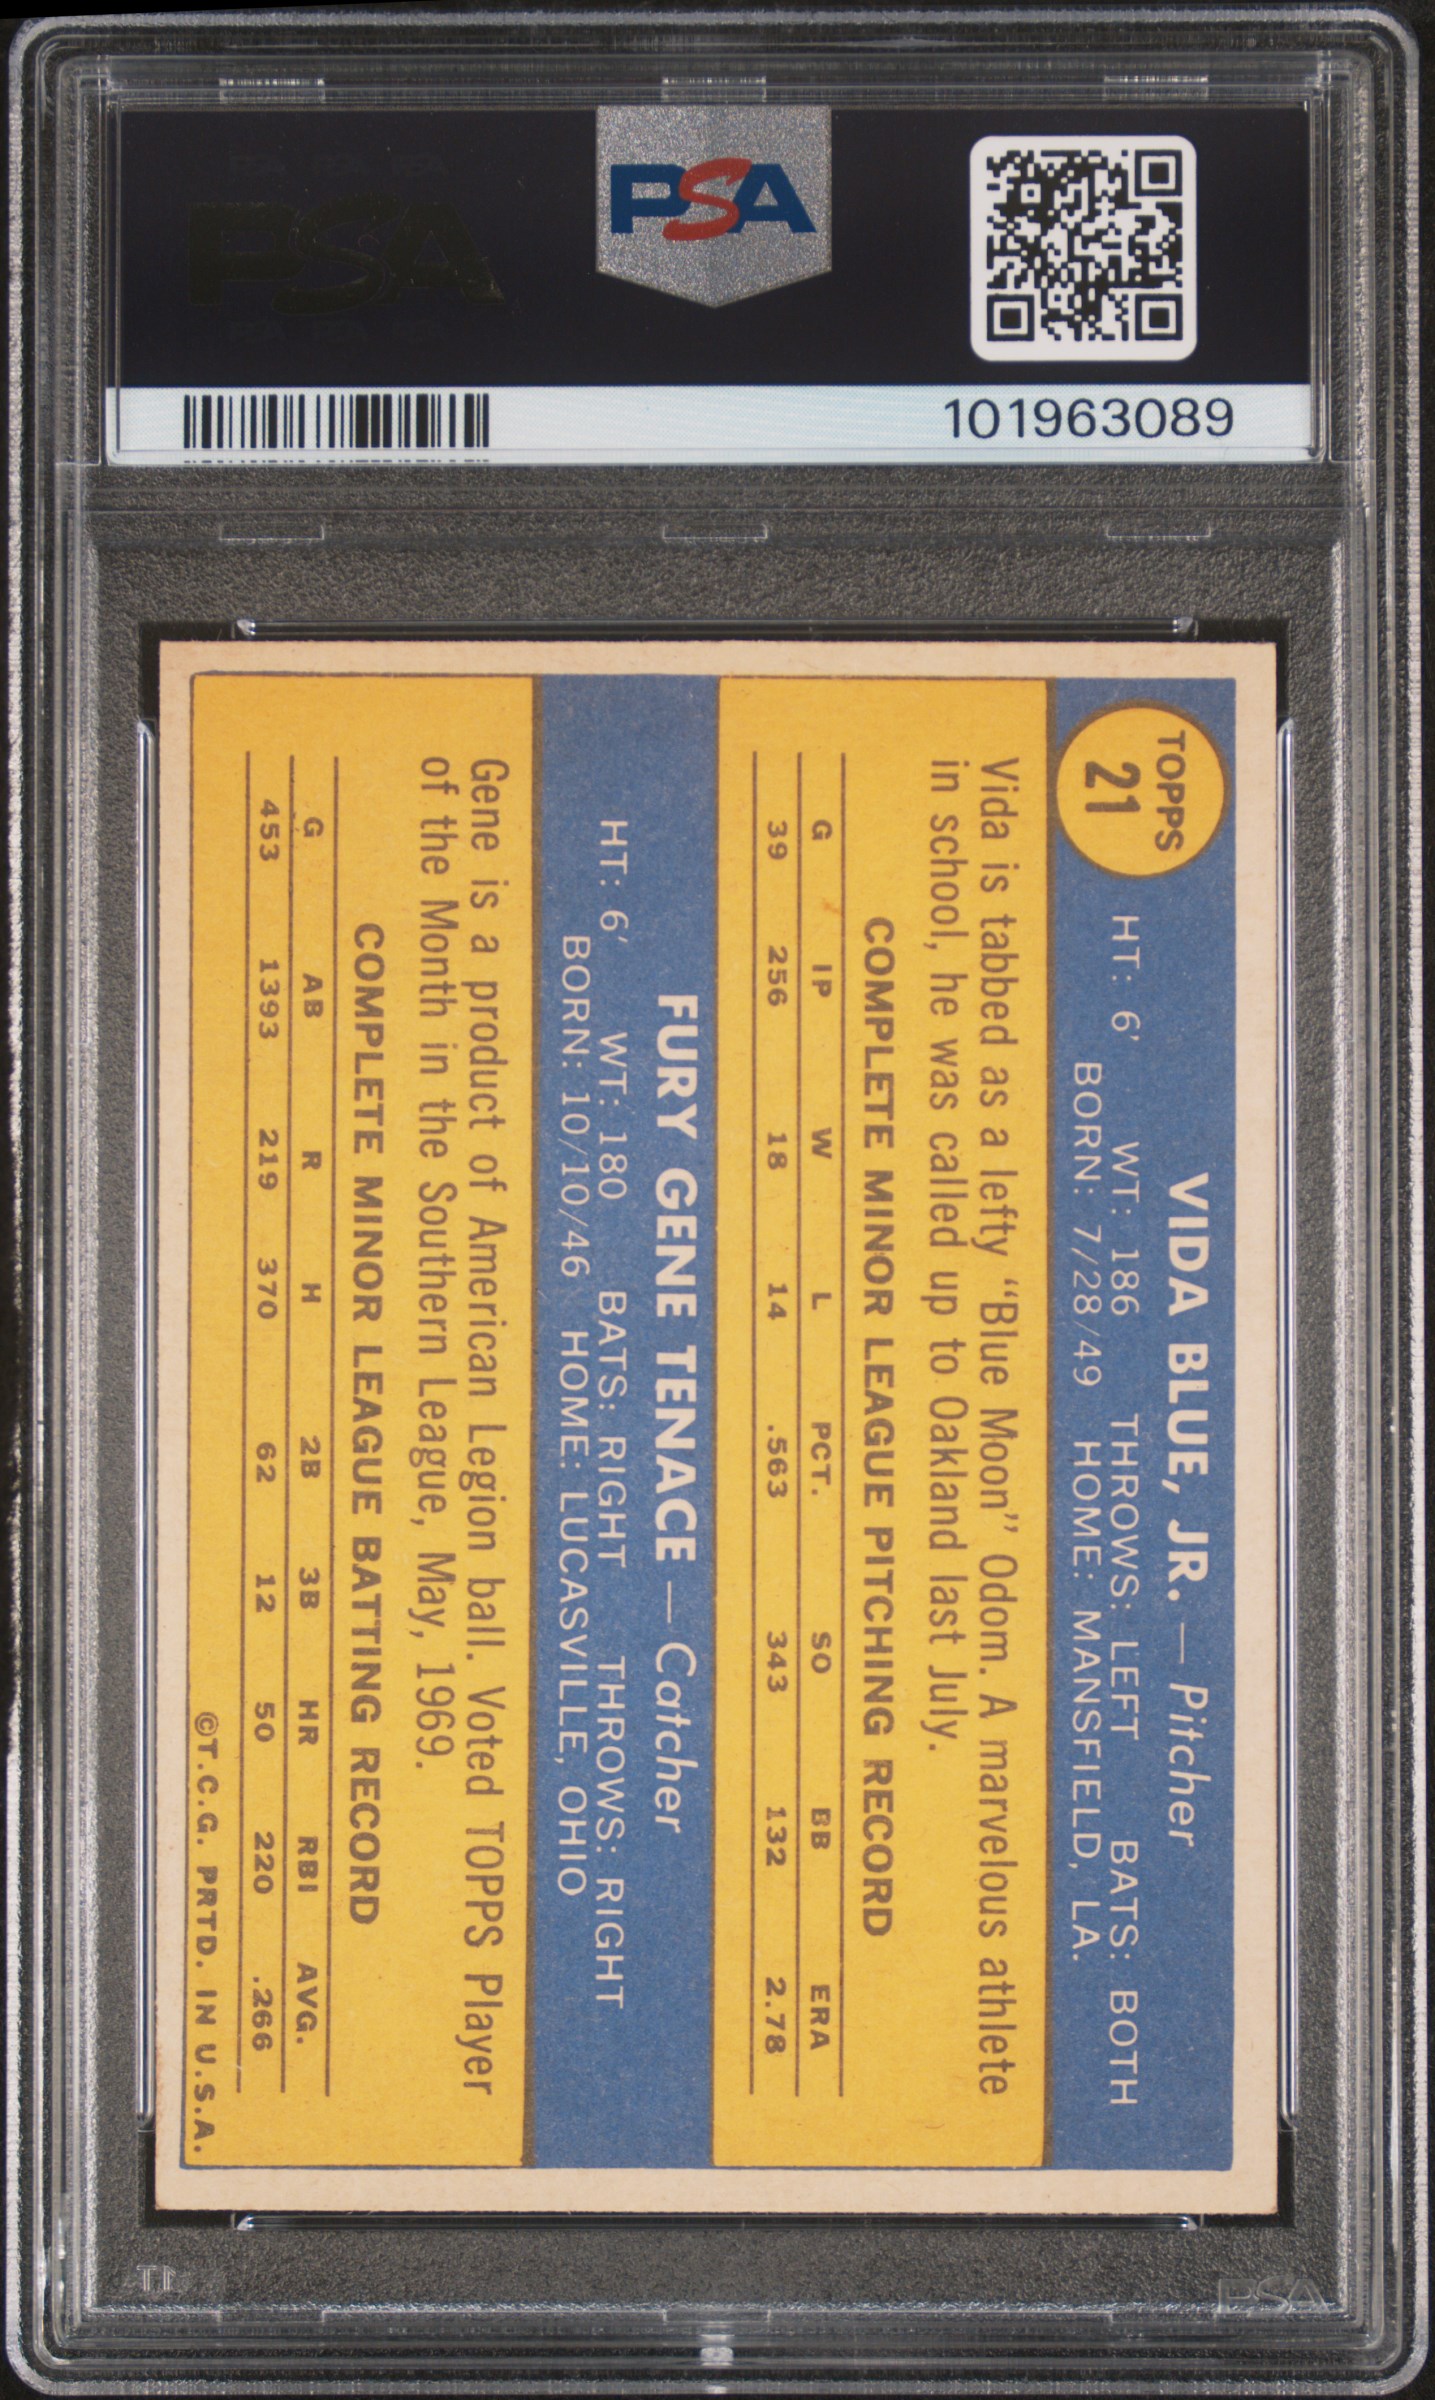 PSA
PSA
101963089
TOPPS
21
VIDA BLUE, JR. — Pitcher
HT: 6' WT: 186 THROWS: LEFT BATS: BOTH
BORN: 7/28/49 HOME: MANSFIELD, LA.
Vida is tabbed as a lefty "Blue Moon" Odom. A marvelous athlete
in school, he was called up to Oakland last July.
COMPLETE MINOR LEAGUE PITCHING RECORD
G IP W L PCT. SO BB ERA
39 256 18 14 .563 343 132 2.78
FURY GENE TENACE — Catcher
HT: 6' WT: 180 BATS: RIGHT THROWS: RIGHT
BORN: 10/10/46 HOME: LUCASVILLE, OHIO
Gene is a product of American Legion ball. Voted TOPPS Player
of the Month in the Southern League, May, 1969.
COMPLETE MINOR LEAGUE BATTING RECORD
G AB R H 2B 3B HR RBI AVG.
453 1393 219 370 62 12 50 220 .266
©T.C.G. PRTD. IN U.S.A.
PSA